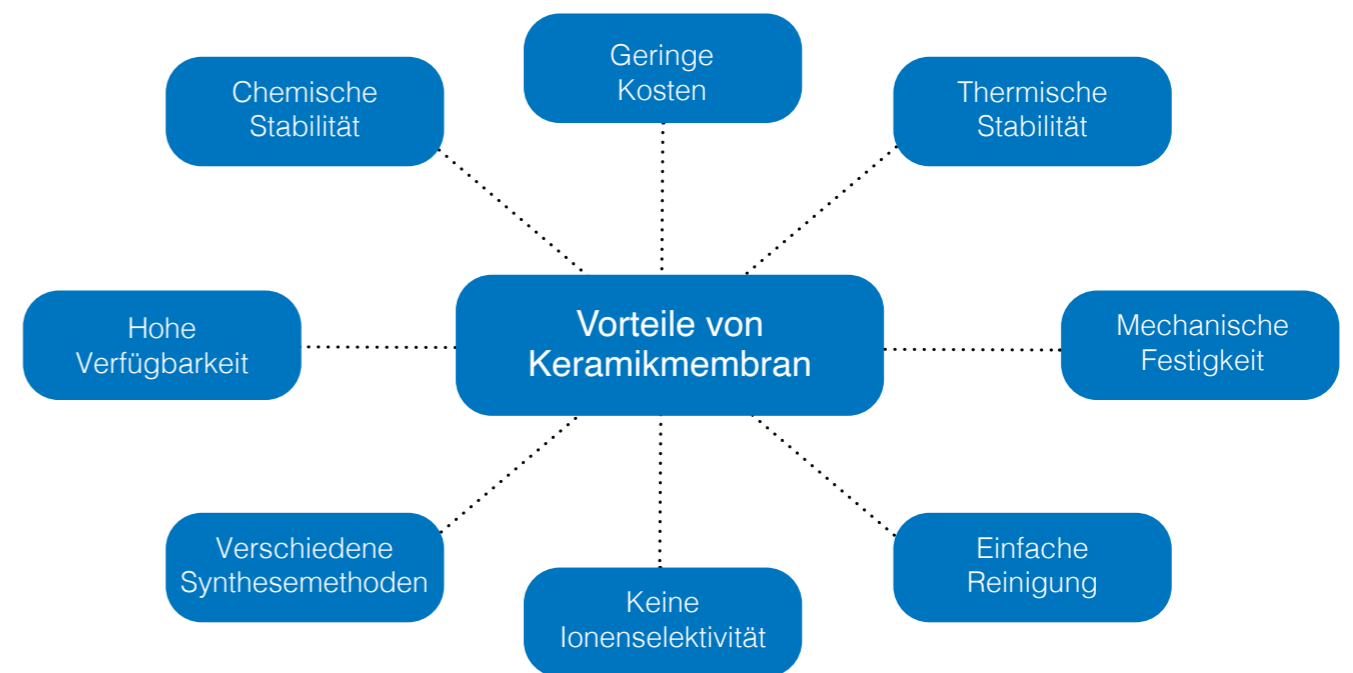 Geringe
Kosten
Chemische
Stabilität
Thermische
Stabilität
Hohe
Verfügbarkeit
Vorteile von
Keramikmembran
Mechanische
Festigkeit
Verschiedene
Synthesemethoden
Keine
Ionenselektivität
Einfache
Reinigung